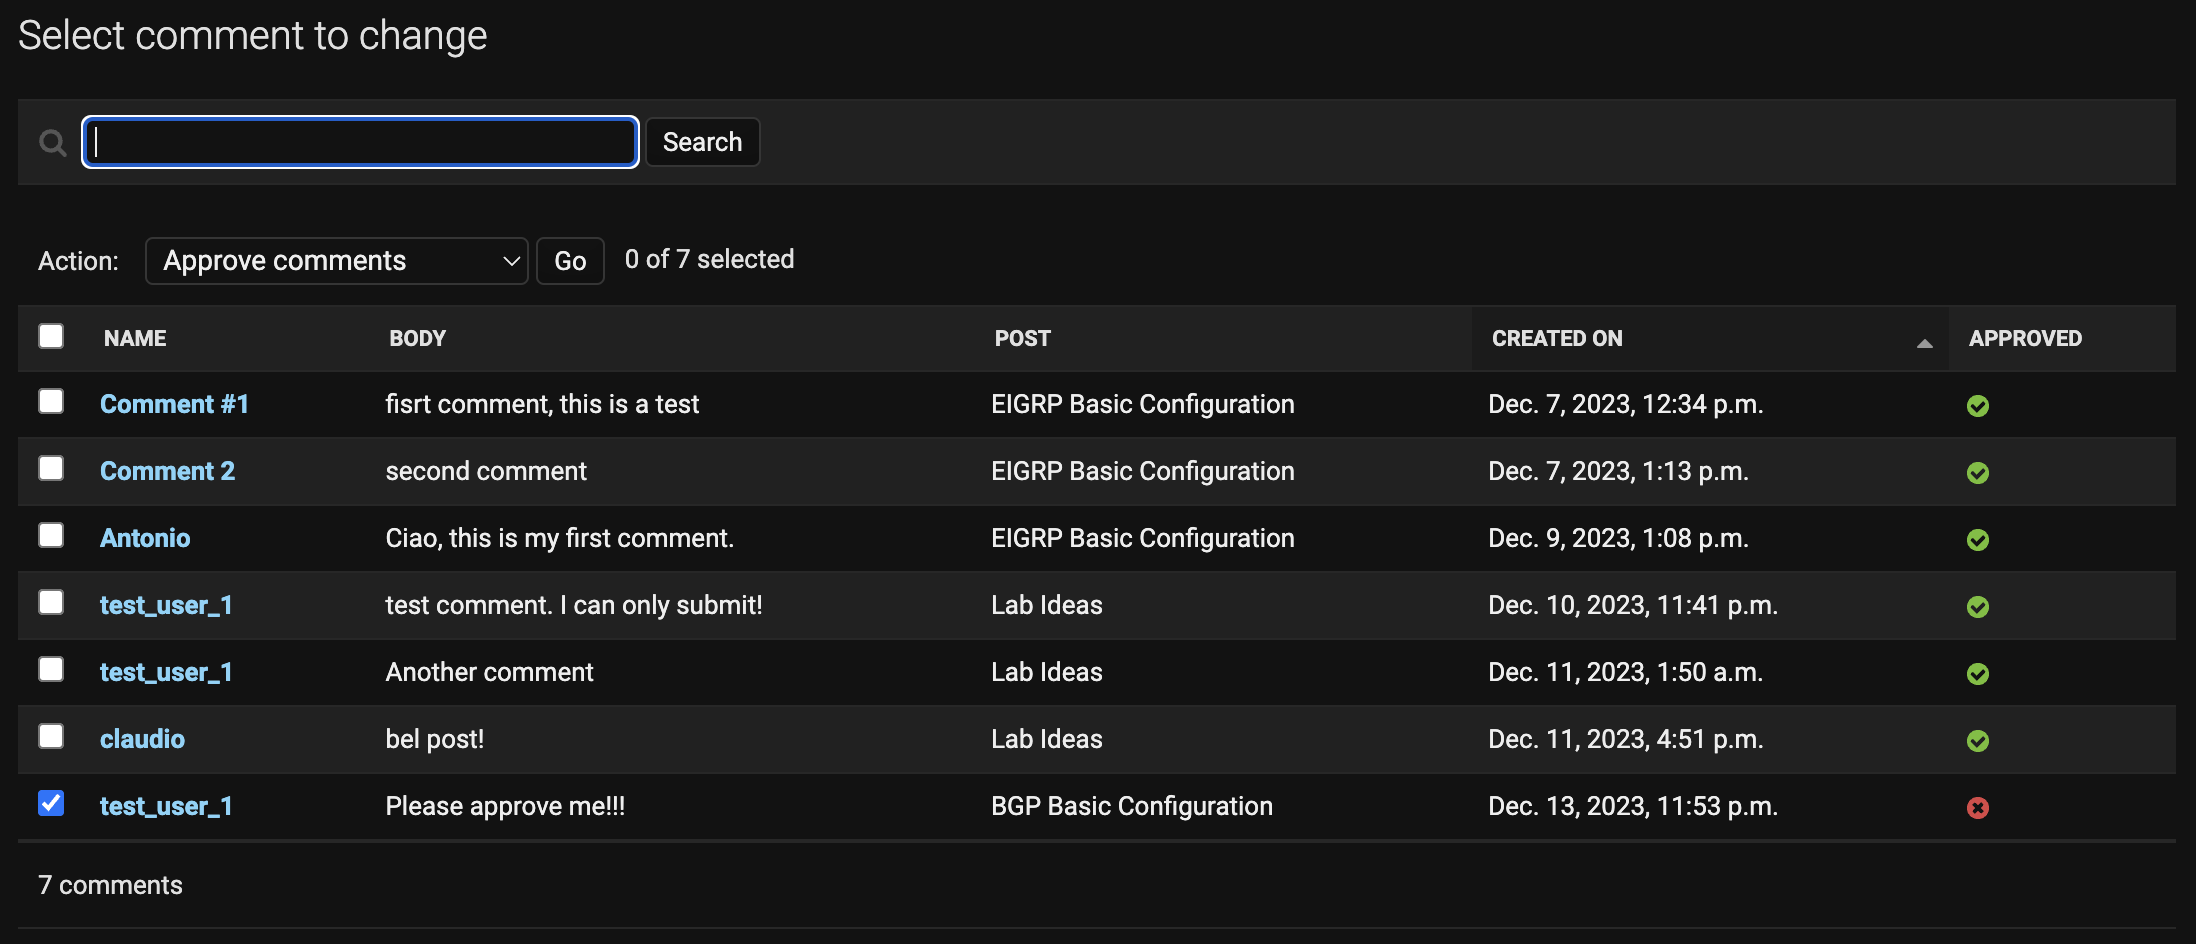 Select comment to change
Search
Action: Approve comments Go 0 of 7 selected
NAME BODY POST CREATED ON APPROVED
Comment #1 fisrt comment, this is a test EIGRP Basic Configuration Dec. 7, 2023, 12:34 p.m.
Comment 2 second comment EIGRP Basic Configuration Dec. 7, 2023, 1:13 p.m.
Antonio Ciao, this is my first comment. EIGRP Basic Configuration Dec. 9, 2023, 1:08 p.m.
test_user_1 test comment. I can only submit! Lab Ideas Dec. 10, 2023, 11:41 p.m.
test_user_1 Another comment Lab Ideas Dec. 11, 2023, 1:50 a.m.
claudio bel post! Lab Ideas Dec. 11, 2023, 4:51 p.m.
test_user_1 Please approve me!!! BGP Basic Configuration Dec. 13, 2023, 11:53 p.m.
7 comments